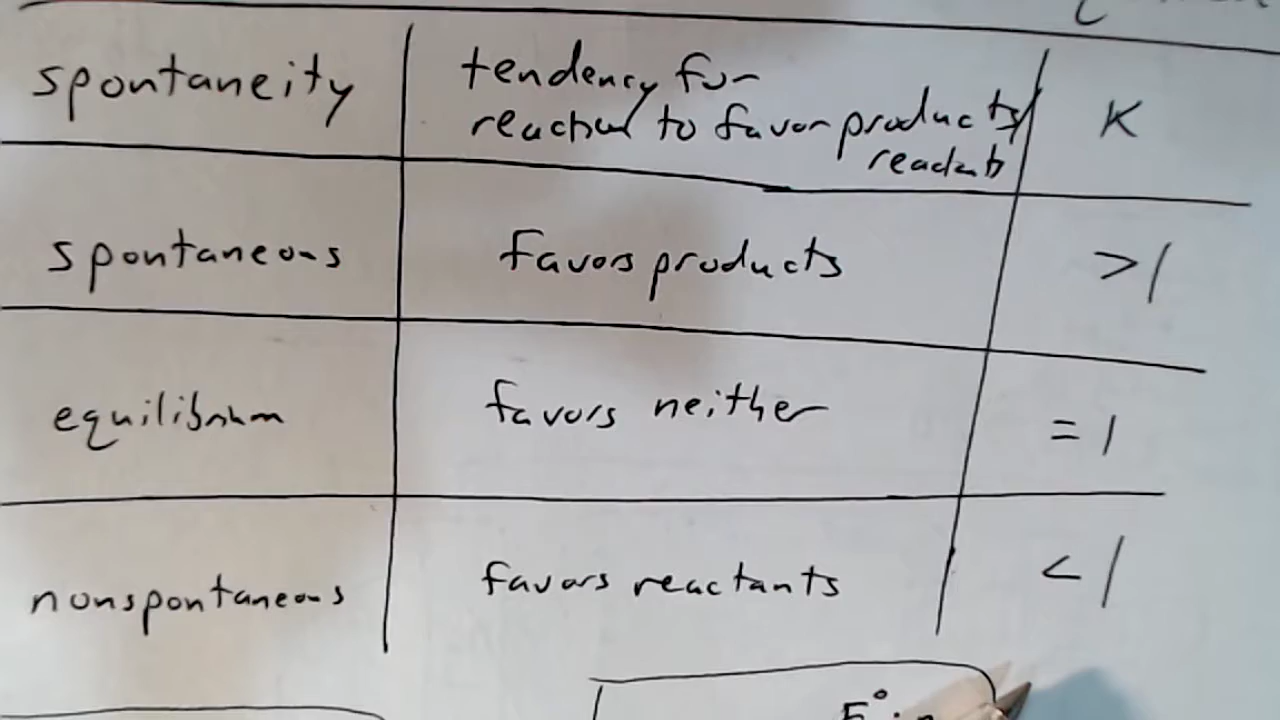 spontaneity
tendency for
reaction to favor products/
reactants
K
spontaneous
favors products
>1
equilibrium
favors neither
= 1
nonspontaneous
favors reactants
< 1